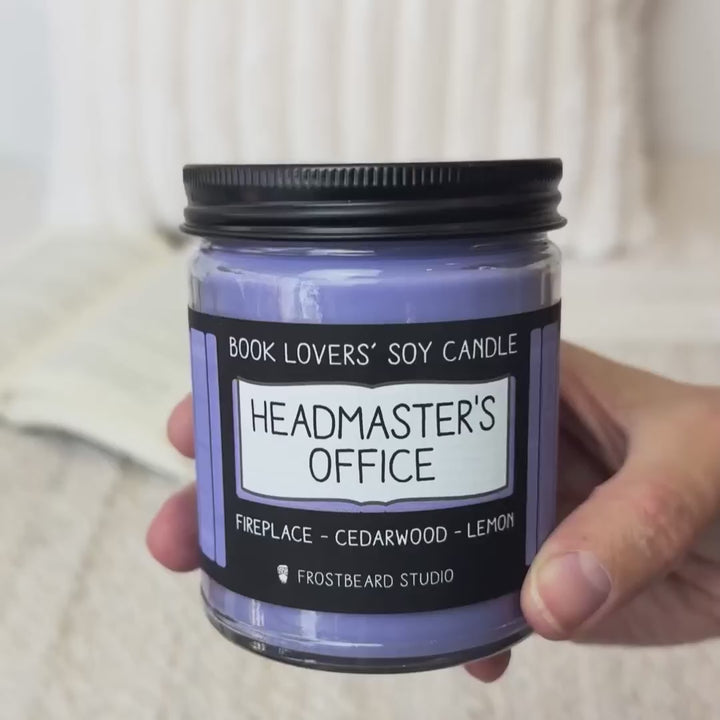 BOOK LOVERS' SOY CANDLE
HEADMASTER'S
OFFICE
FIREPLACE - CEDARWOOD - LEMON
FROSTBEARD STUDIO